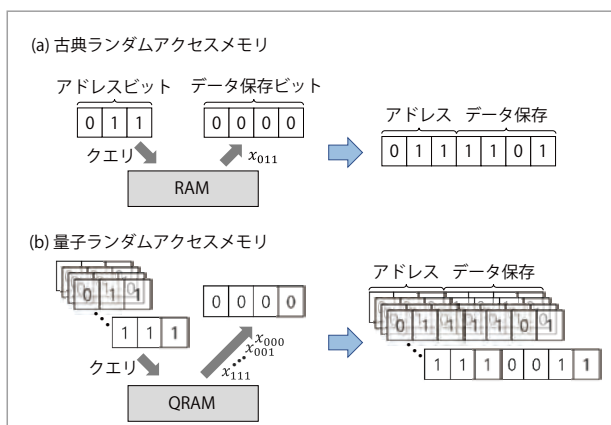 (a) 古典ランダムアクセスメモリ
アドレスビット データ保存ビット
0 1 1 0 0 0 0
クエリ x011
RAM
アドレス データ保存
0 1 1 1 1 0 1
(b) 量子ランダムアクセスメモリ
0 1 1
1 1 1
0 0 0 0
クエリ x000
x001
x111
QRAM
アドレス データ保存
0 1 1 1 1 0 1
1 1 1 0 0 1 1